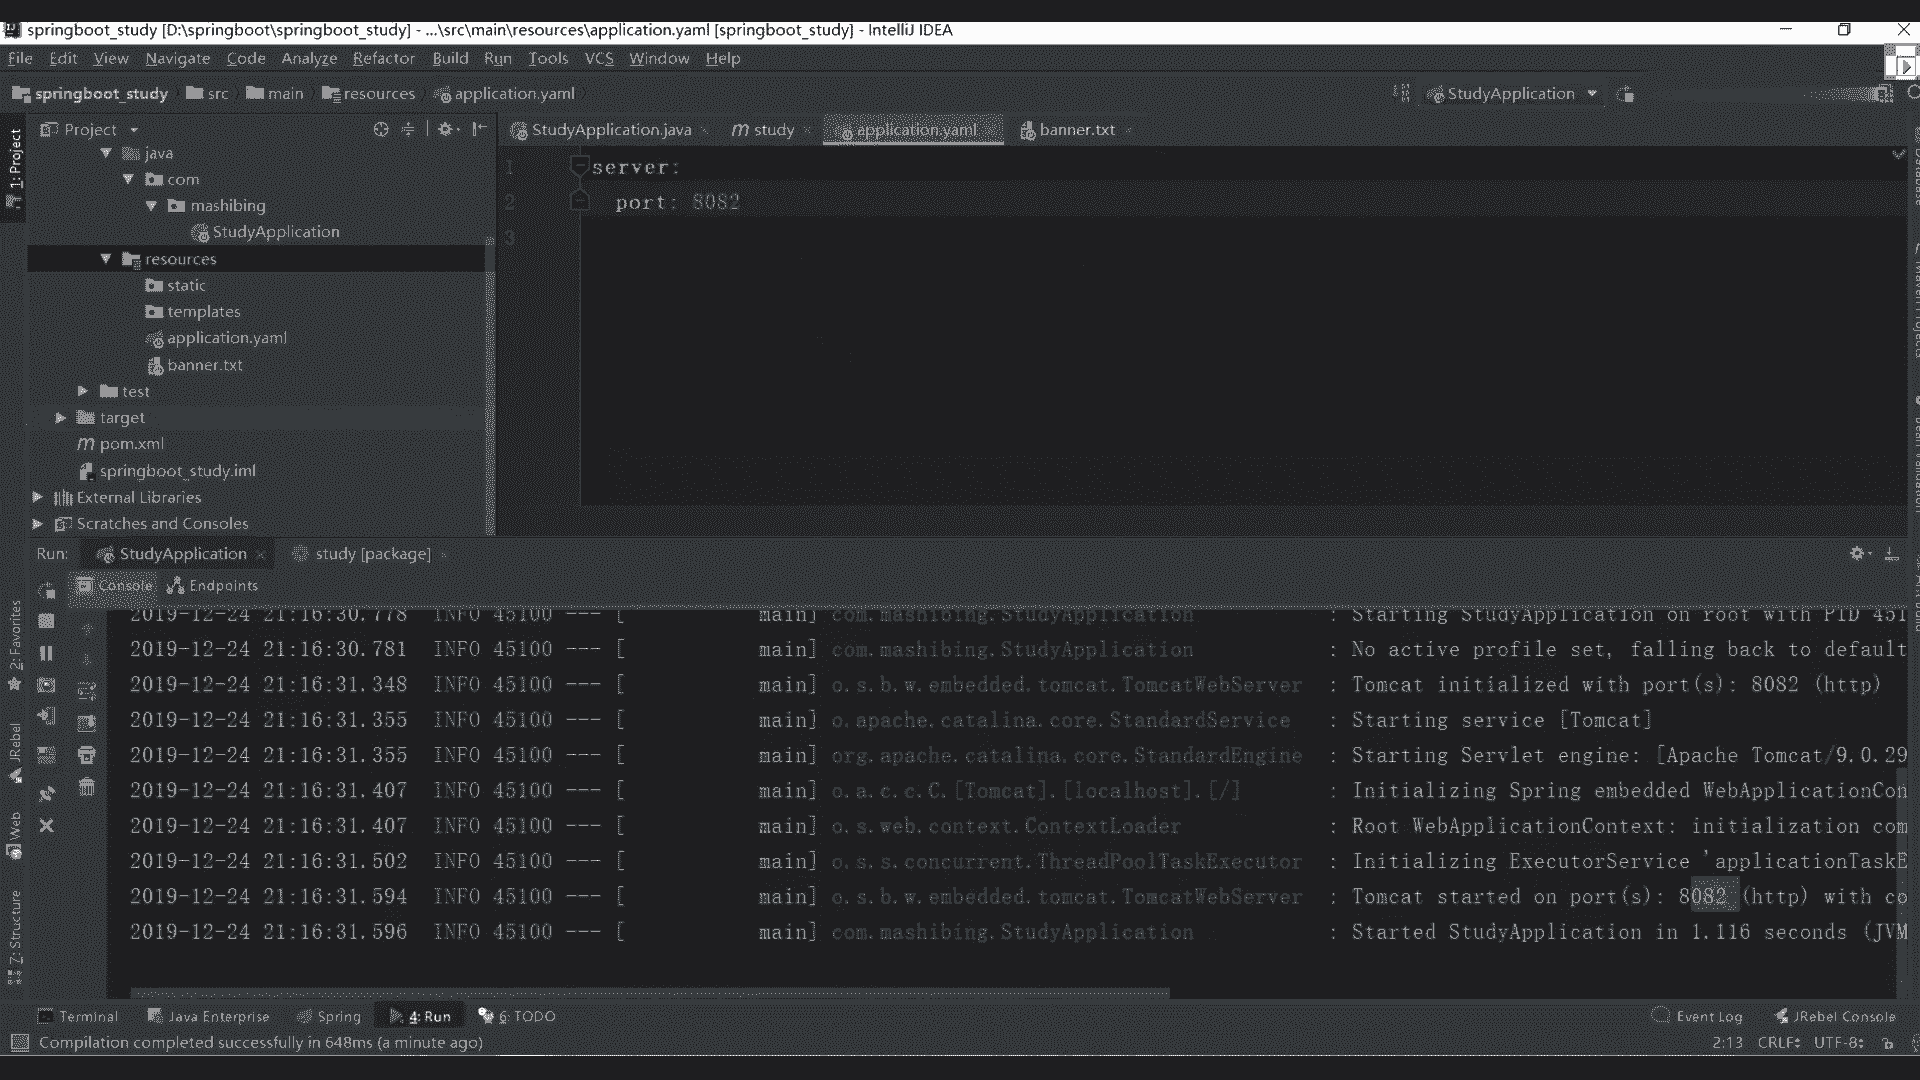 springboot_study [D:\springboot\springboot_study] - ...\src\main\resources\application.yaml [springboot_study] - IntelliJ IDEA
File Edit View Navigate Code Analyze Refactor Build Run Tools VCS Window Help
springboot_study src main resources application.yaml StudyApplication
Project StudyApplication.java study application.yaml banner.txt
1: Project
java
com
mashibing
StudyApplication
resources
static
templates
application.yaml
banner.txt
test
target
pom.xml
springboot_study.iml
External Libraries
Scratches and Consoles
1 server:
2 port: 8082
3
Run: StudyApplication study [package]
Console Endpoints
2019-12-24 21:16:30.778 INFO 45100 --- [ main] com.mashibing.StudyApplication : Starting StudyApplication on root with PID 451
2019-12-24 21:16:30.781 INFO 45100 --- [ main] com.mashibing.StudyApplication : No active profile set, falling back to default
2019-12-24 21:16:31.348 INFO 45100 --- [ main] o.s.b.w.embedded.tomcat.TomcatWebServer : Tomcat initialized with port(s): 8082 (http)
2019-12-24 21:16:31.355 INFO 45100 --- [ main] o.apache.catalina.core.StandardService : Starting service [Tomcat]
2019-12-24 21:16:31.355 INFO 45100 --- [ main] org.apache.catalina.core.StandardEngine : Starting Servlet engine: [Apache Tomcat/9.0.29
2019-12-24 21:16:31.407 INFO 45100 --- [ main] o.a.c.c.C.[Tomcat].[localhost].[/] : Initializing Spring embedded WebApplicationCon
2019-12-24 21:16:31.407 INFO 45100 --- [ main] o.s.web.context.ContextLoader : Root WebApplicationContext: initialization com
2019-12-24 21:16:31.502 INFO 45100 --- [ main] o.s.s.concurrent.ThreadPoolTaskExecutor : Initializing ExecutorService 'applicationTaskE
2019-12-24 21:16:31.594 INFO 45100 --- [ main] o.s.b.w.embedded.tomcat.TomcatWebServer : Tomcat started on port(s): 8082 (http) with co
2019-12-24 21:16:31.596 INFO 45100 --- [ main] com.mashibing.StudyApplication : Started StudyApplication in 1.116 seconds (JVM
2: Favorites
JRebel
Web
Z: Structure
Terminal Java Enterprise Spring 4: Run 6: TODO Event Log JRebel Console
Compilation completed successfully in 648ms (a minute ago) 2:13 CRLF UTF-8